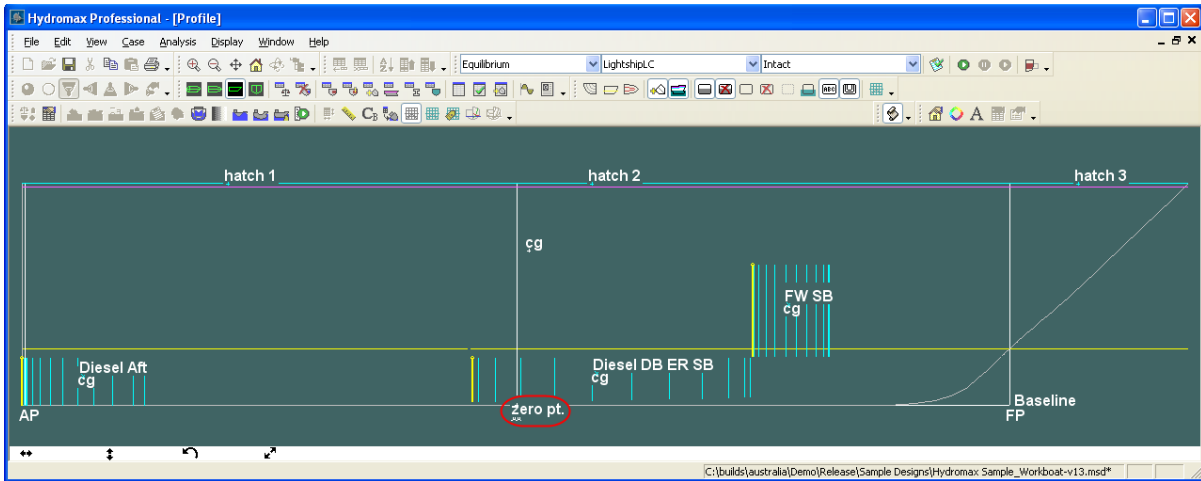 Hydromax Professional - [Profile]
File Edit View Case Analysis Display Window Help
Equilibrium LightshipLC Intact
hatch 1 hatch 2 hatch 3
cg
FW SB
cg
Diesel Aft Diesel DB ER SB
cg cg
Baseline
AP zero pt. FP
C:\builds\australia\Demo\Release\Sample Designs\Hydromax Sample_Workboat-v13.msd*